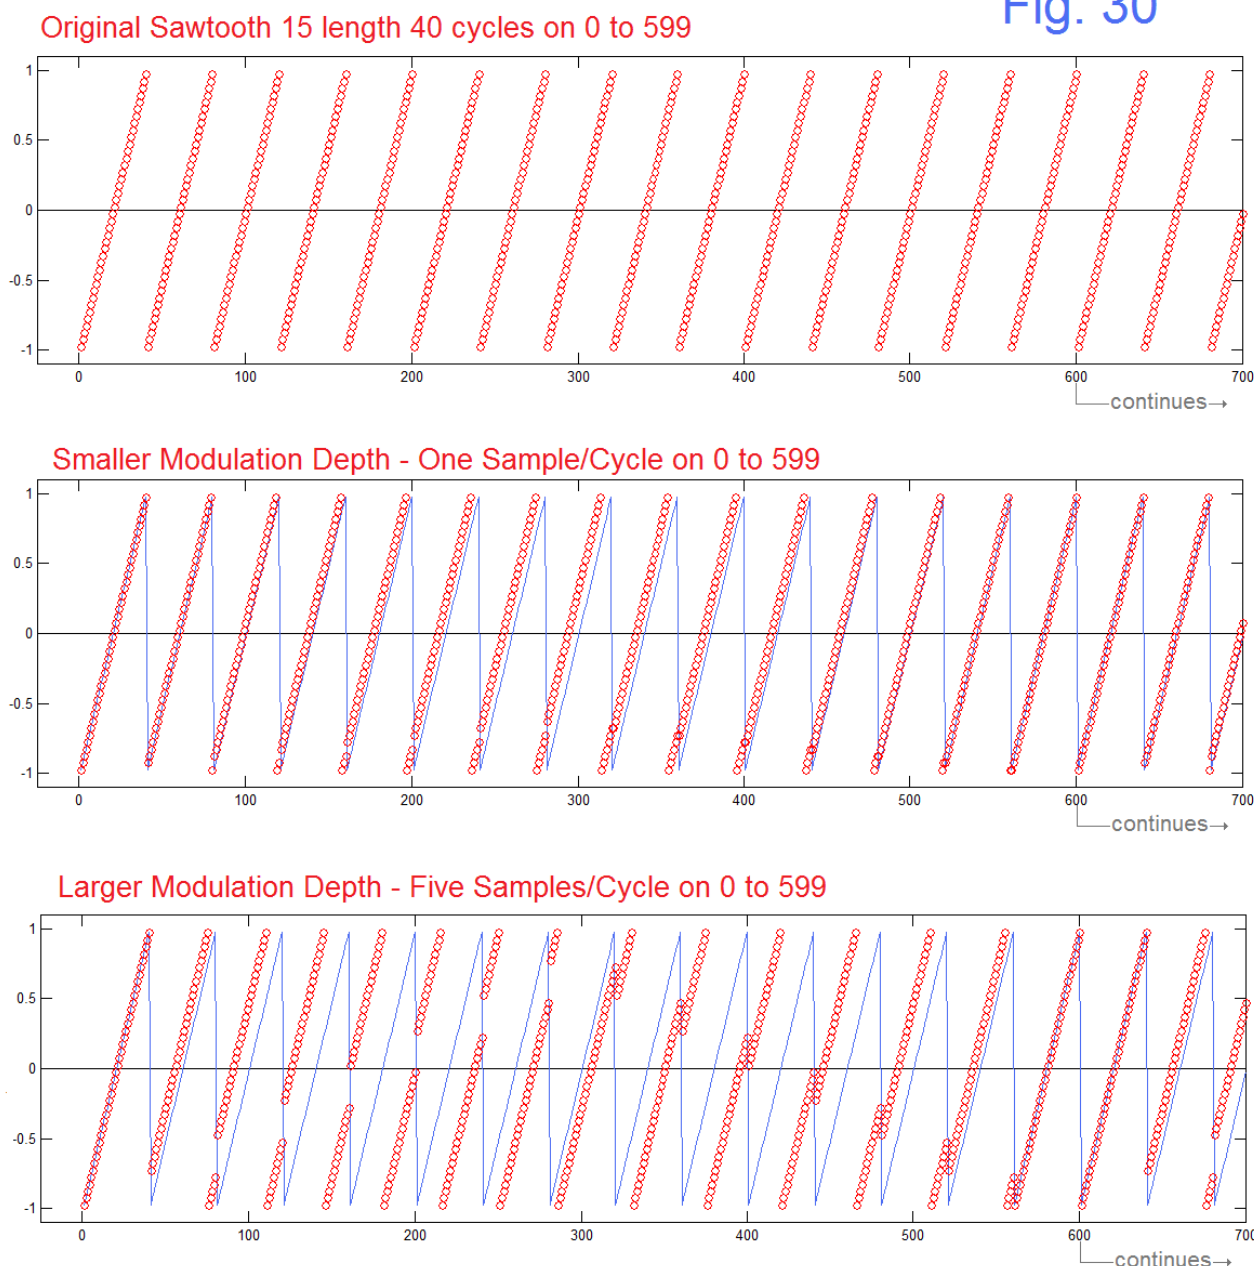 Fig. 30
Original Sawtooth 15 length 40 cycles on 0 to 599
1
0.5
0
-0.5
-1
0 100 200 300 400 500 600 700
continues
Smaller Modulation Depth - One Sample/Cycle on 0 to 599
1
0.5
0
-0.5
-1
0 100 200 300 400 500 600 700
continues
Larger Modulation Depth - Five Samples/Cycle on 0 to 599
1
0.5
0
-0.5
-1
0 100 200 300 400 500 600 700
continues